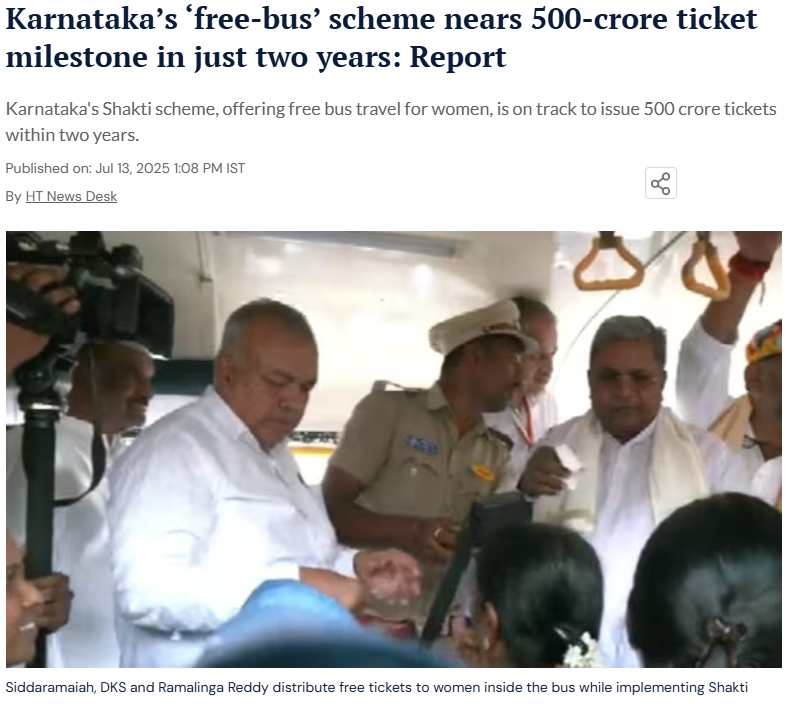 Karnataka’s ‘free-bus’ scheme nears 500-crore ticket
milestone in just two years: Report
Karnataka's Shakti scheme, offering free bus travel for women, is on track to issue 500 crore tickets
within two years.
Published on: Jul 13, 2025 1:08 PM IST
By HT News Desk
Siddaramaiah, DKS and Ramalinga Reddy distribute free tickets to women inside the bus while implementing Shakti